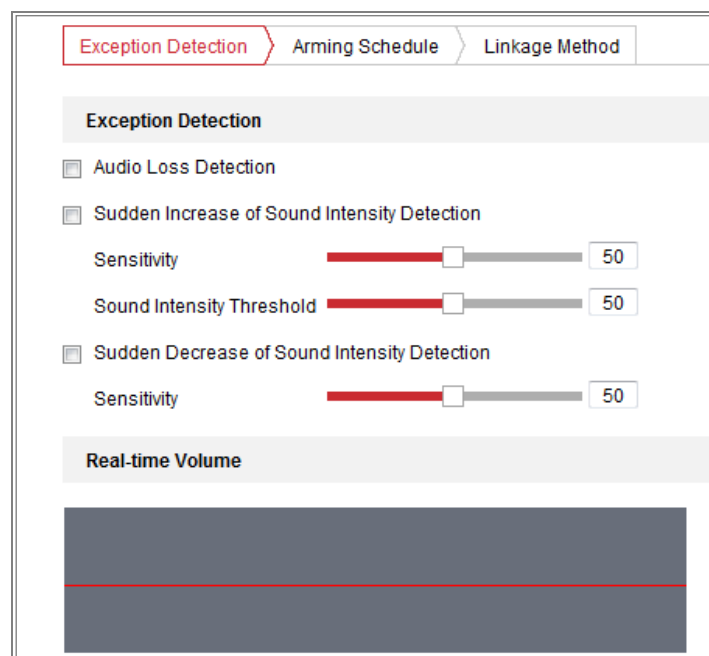 Exception Detection Arming Schedule Linkage Method
Exception Detection
Audio Loss Detection
Sudden Increase of Sound Intensity Detection
Sensitivity 50
Sound Intensity Threshold 50
Sudden Decrease of Sound Intensity Detection
Sensitivity 50
Real-time Volume